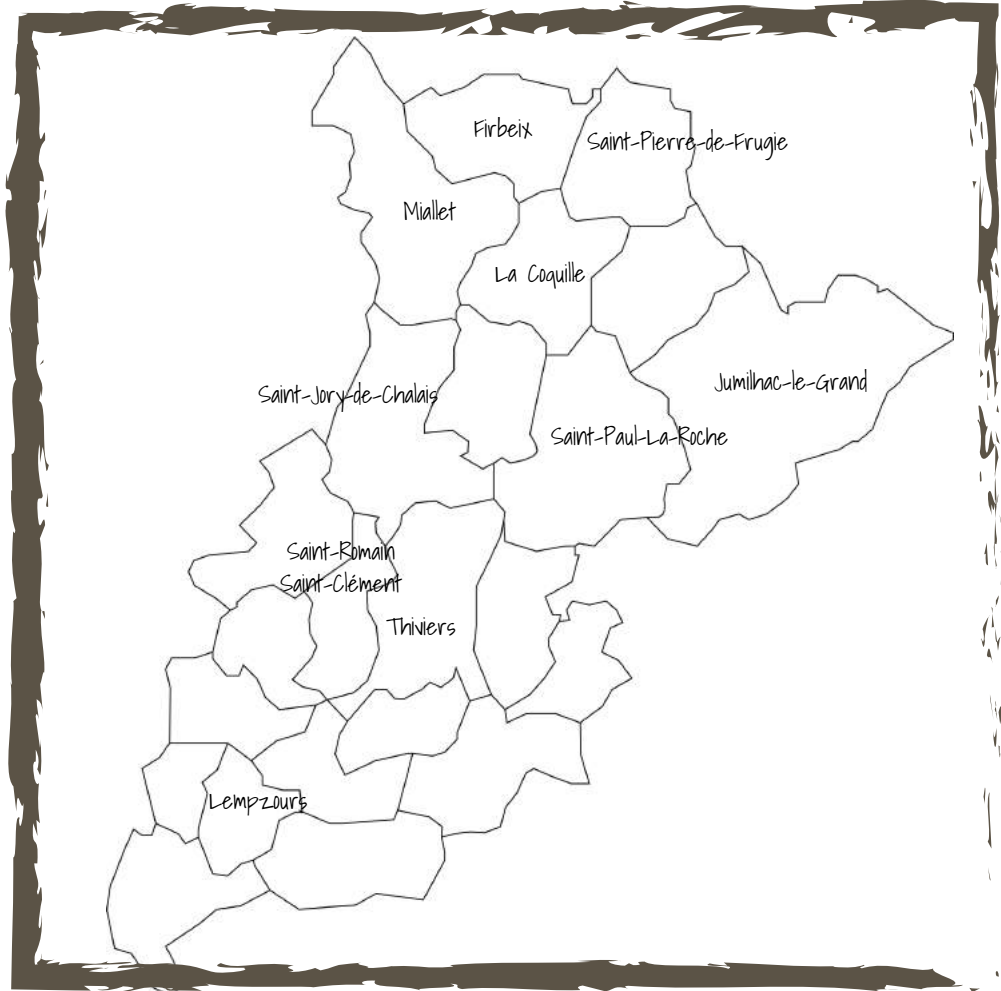 Firbeix
Saint-Pierre-de-Frugie
Miallet
La Coquille
Jumilhac-le-Grand
Saint-Jory-de-Chalais
Saint-Paul-La-Roche
Saint-Romain
Saint-Clément
Thiviers
Lempzours